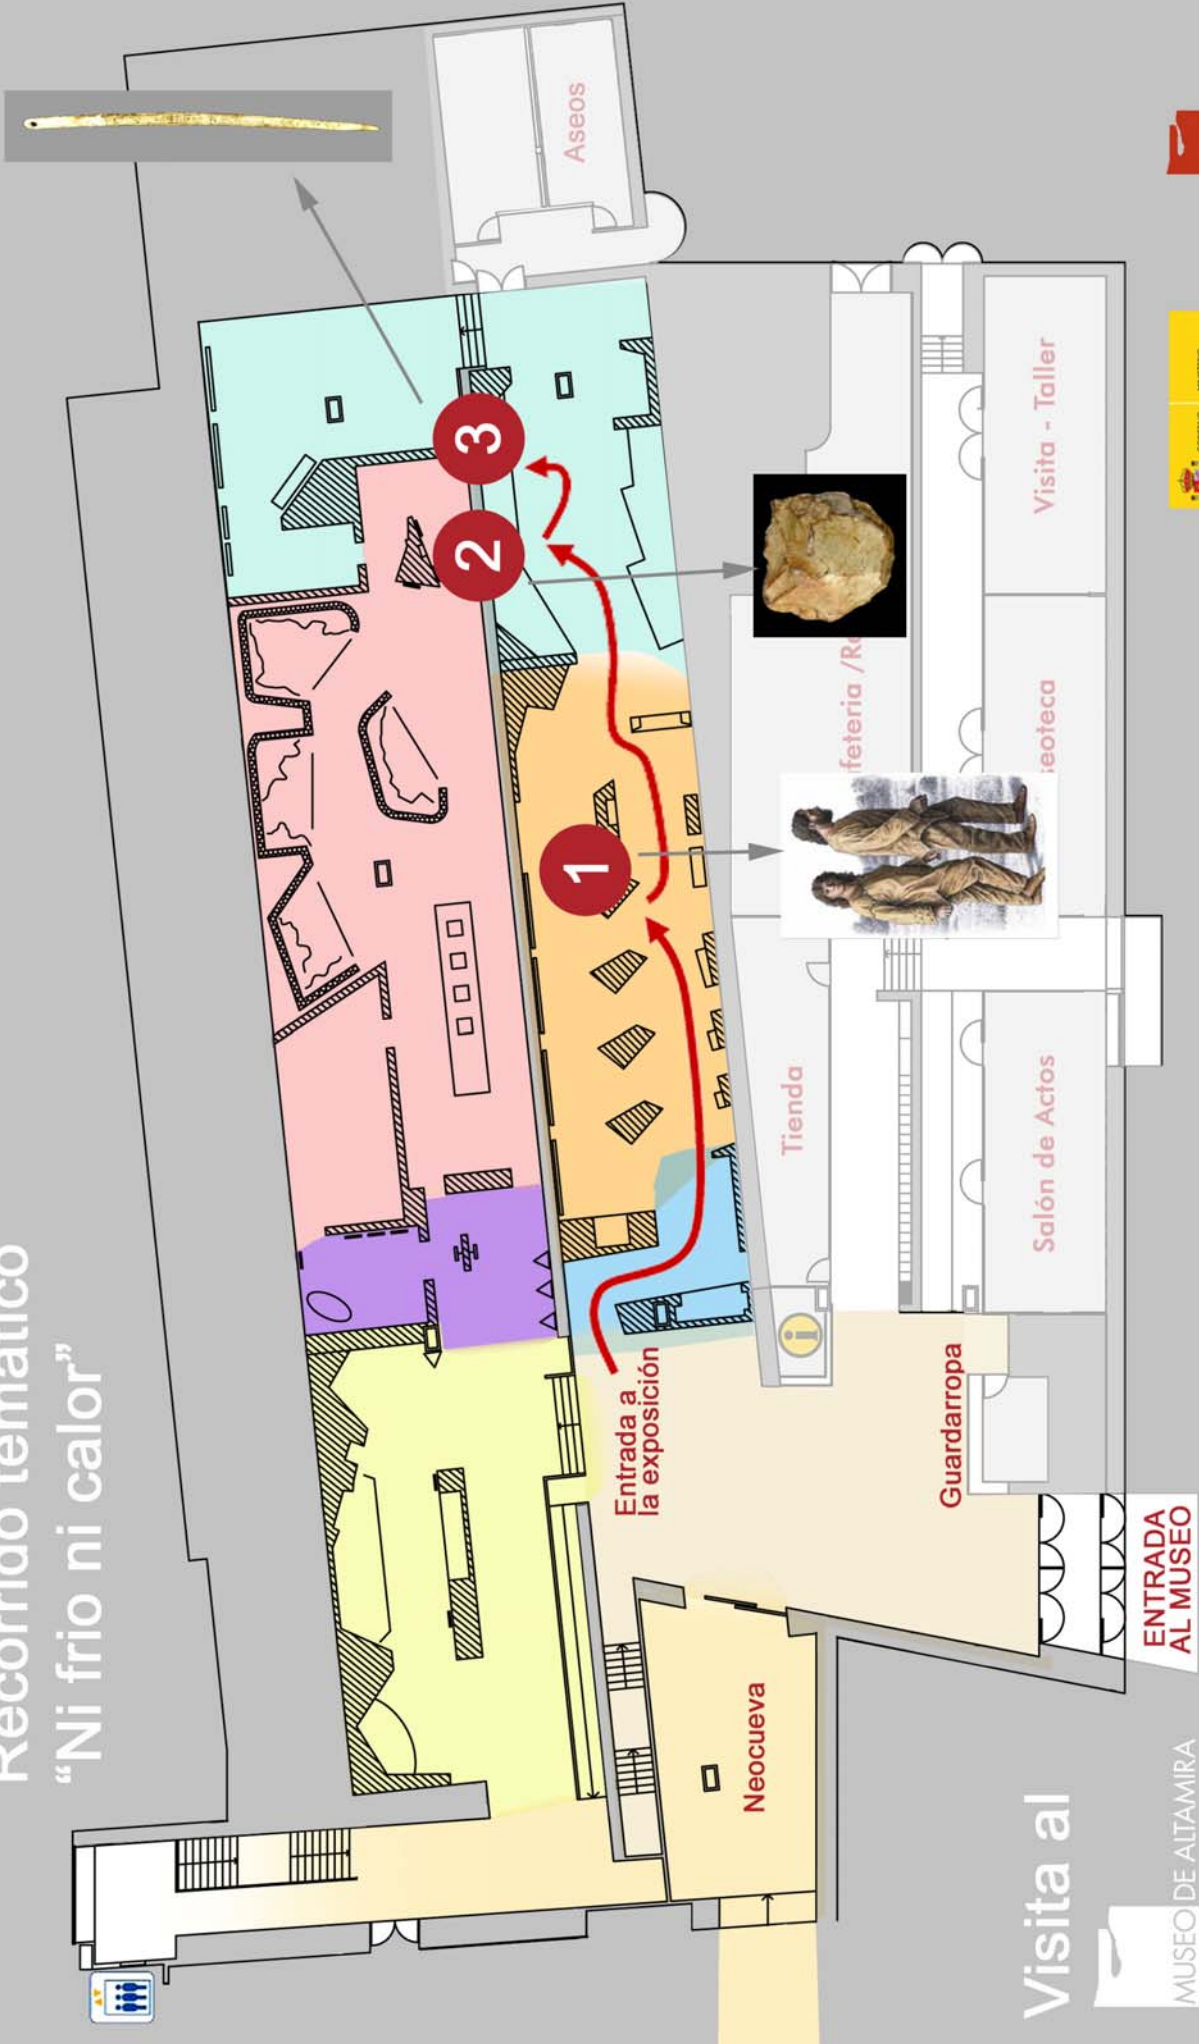 Recorrido temático
“Ni frio ni calor”
Aseos
3
2
1
Visita - Taller
Tienda
Salón de Actos
Entrada a
la exposición
i
Guardarropa
Neocueva
ENTRADA
AL MUSEO
Visita al
MUSEO DE ALTAMIRA